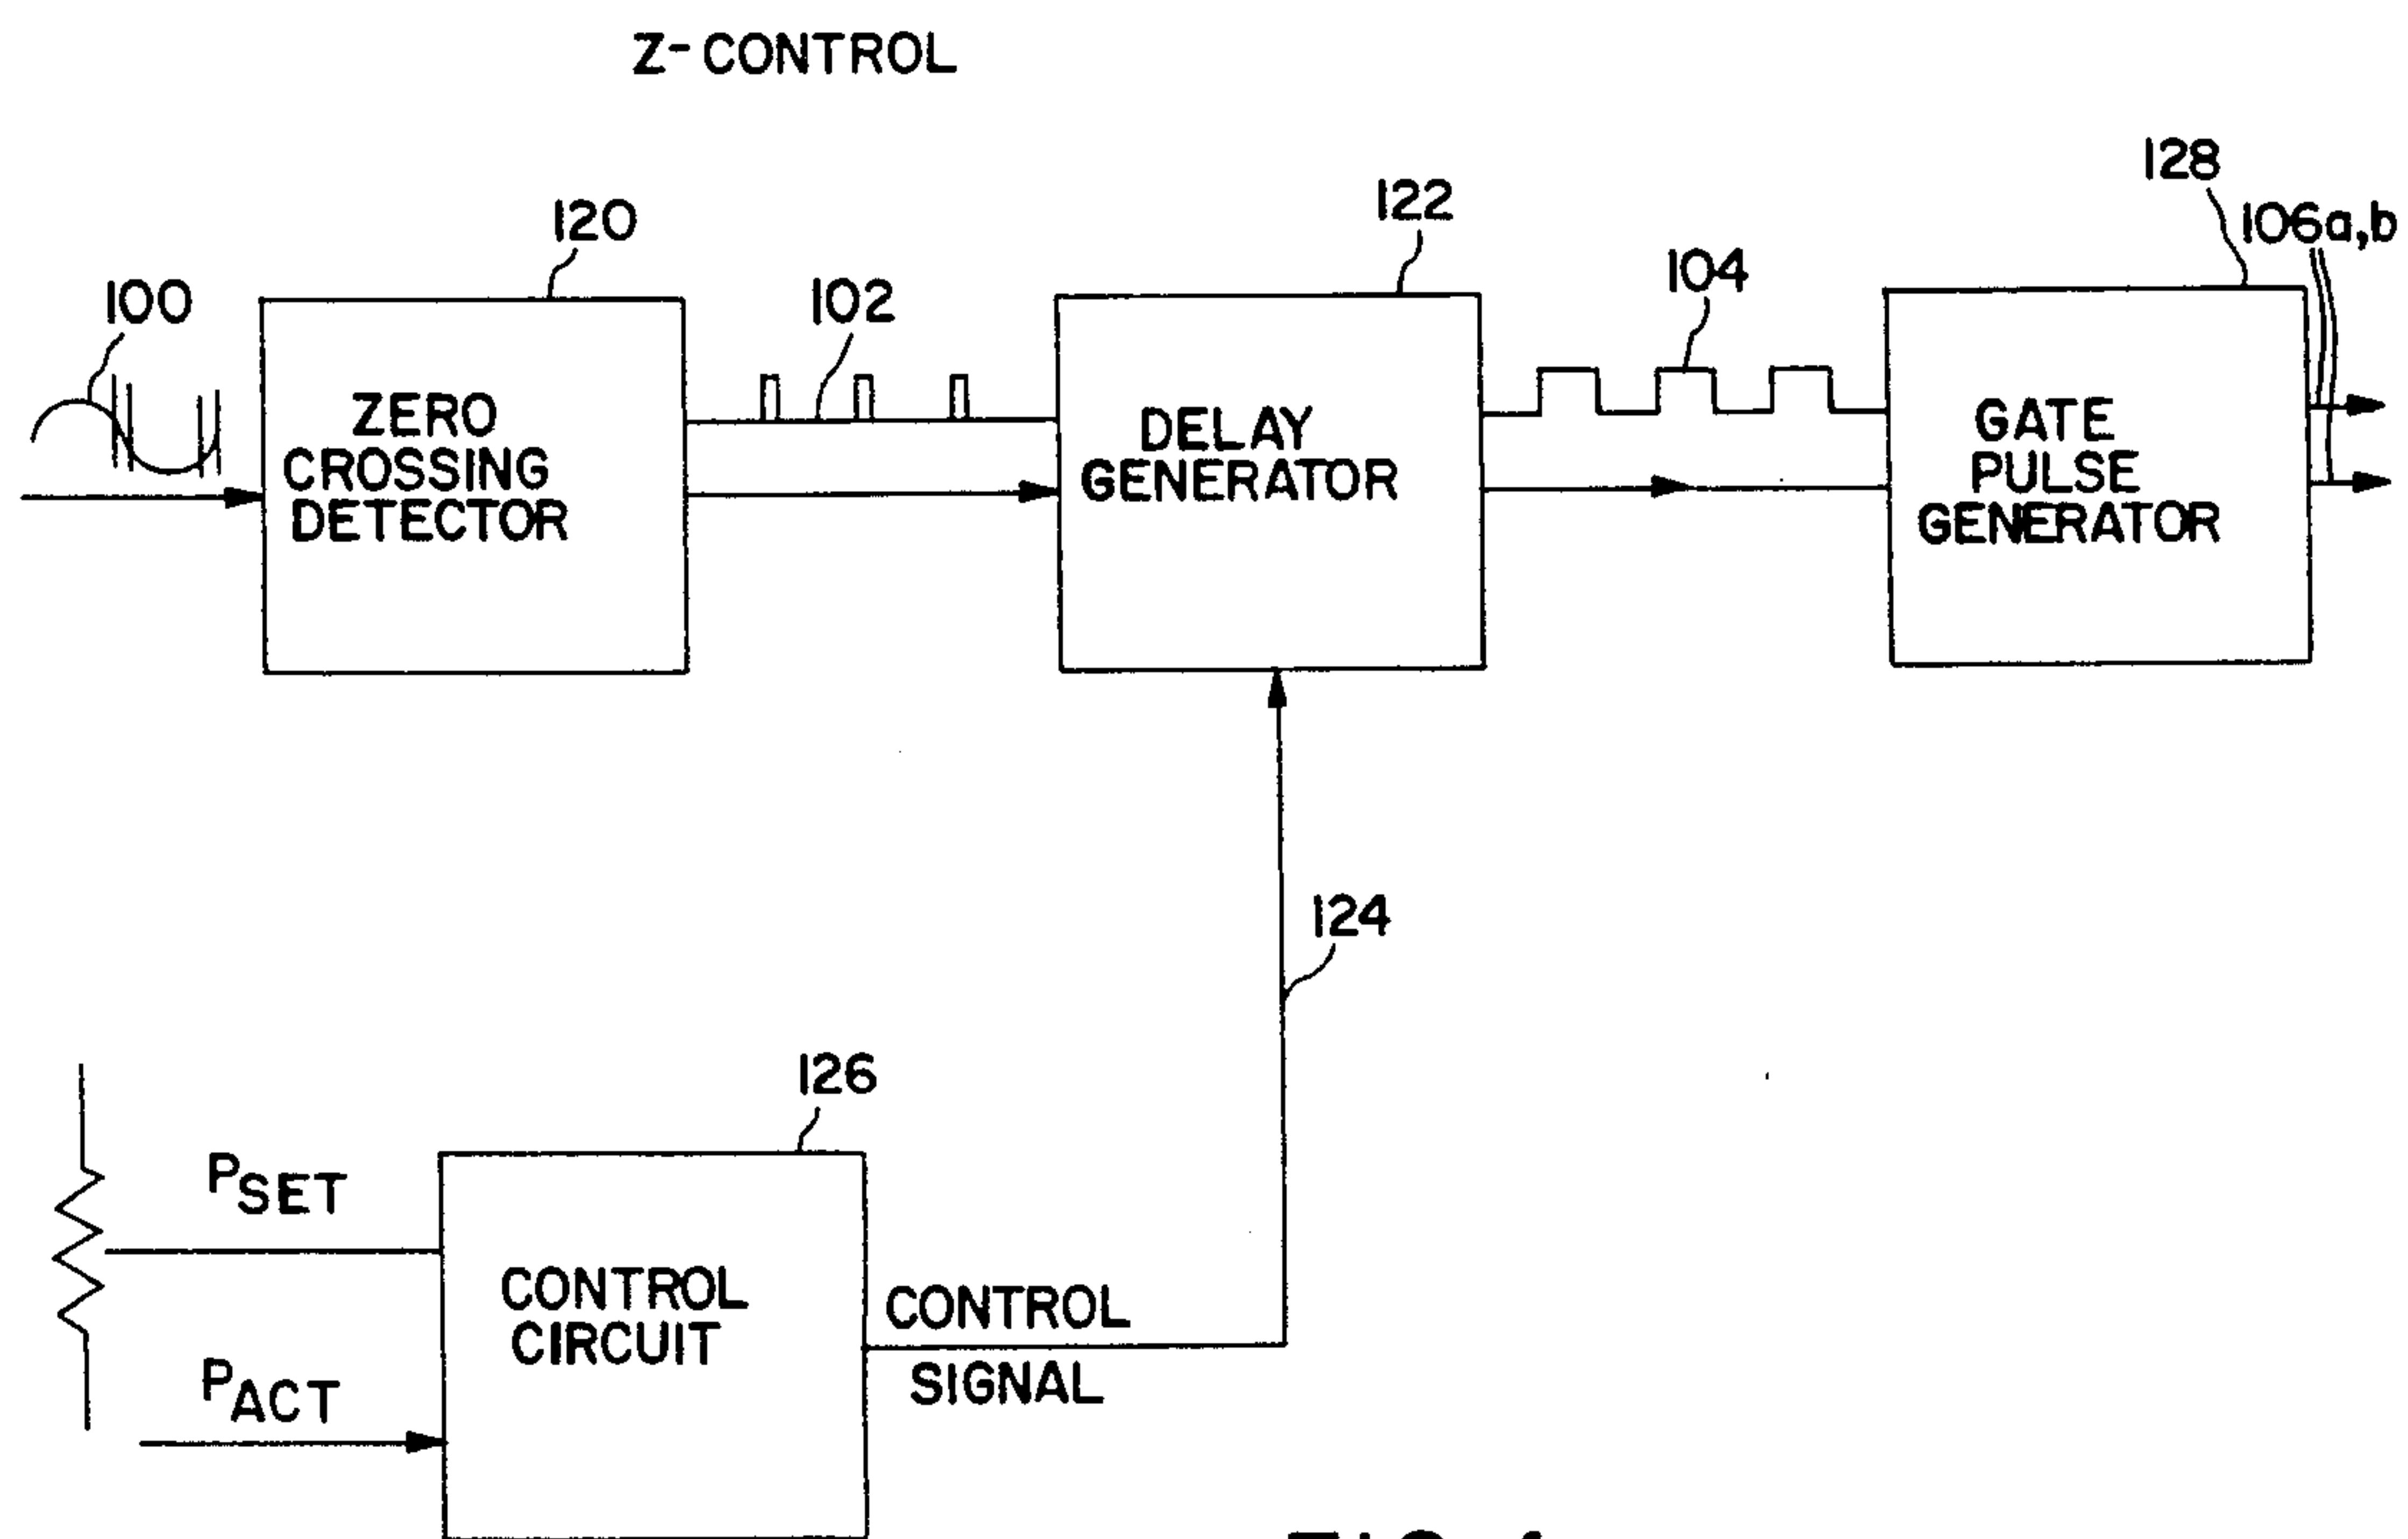 Z-CONTROL
128
122
120
106a,b
104
100
102
ZERO
CROSSING
DETECTOR
DELAY
GENERATOR
GATE
PULSE
GENERATOR
124
126
PSET
CONTROL
CIRCUIT
CONTROL
SIGNAL
PACT